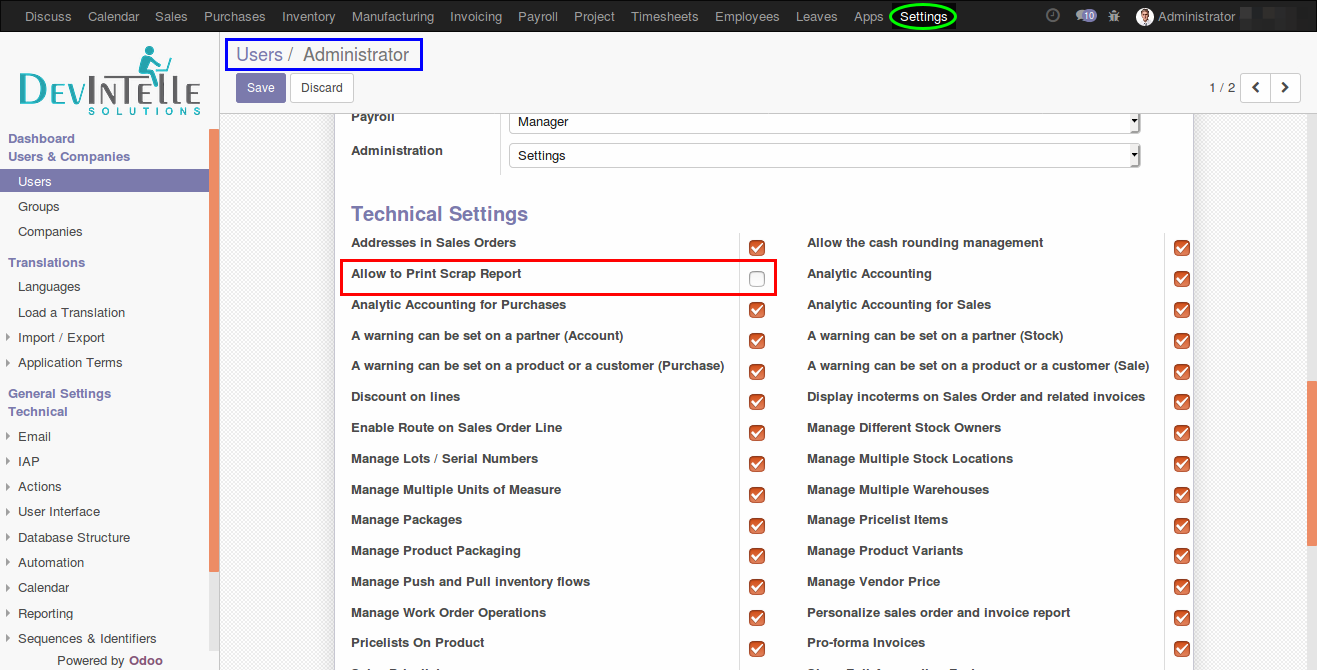 Discuss Calendar Sales Purchases Inventory Manufacturing Invoicing Payroll Project Timesheets Employees Leaves Apps Settings 10 Administrator
DevIntelle
SOLUTIONS
Users / Administrator
Save Discard
1 / 2
Dashboard
Users & Companies
Users
Groups
Companies
Translations
Languages
Load a Translation
Import / Export
Application Terms
General Settings
Technical
Email
IAP
Actions
User Interface
Database Structure
Automation
Calendar
Reporting
Sequences & Identifiers
Powered by Odoo
Payroll Manager
Administration Settings
Technical Settings
Addresses in Sales Orders Allow the cash rounding management
Allow to Print Scrap Report Analytic Accounting
Analytic Accounting for Purchases Analytic Accounting for Sales
A warning can be set on a partner (Account) A warning can be set on a partner (Stock)
A warning can be set on a product or a customer (Purchase) A warning can be set on a product or a customer (Sale)
Discount on lines Display incoterms on Sales Order and related invoices
Enable Route on Sales Order Line Manage Different Stock Owners
Manage Lots / Serial Numbers Manage Multiple Stock Locations
Manage Multiple Units of Measure Manage Multiple Warehouses
Manage Packages Manage Pricelist Items
Manage Product Packaging Manage Product Variants
Manage Push and Pull inventory flows Manage Vendor Price
Manage Work Order Operations Personalize sales order and invoice report
Pricelists On Product Pro-forma Invoices